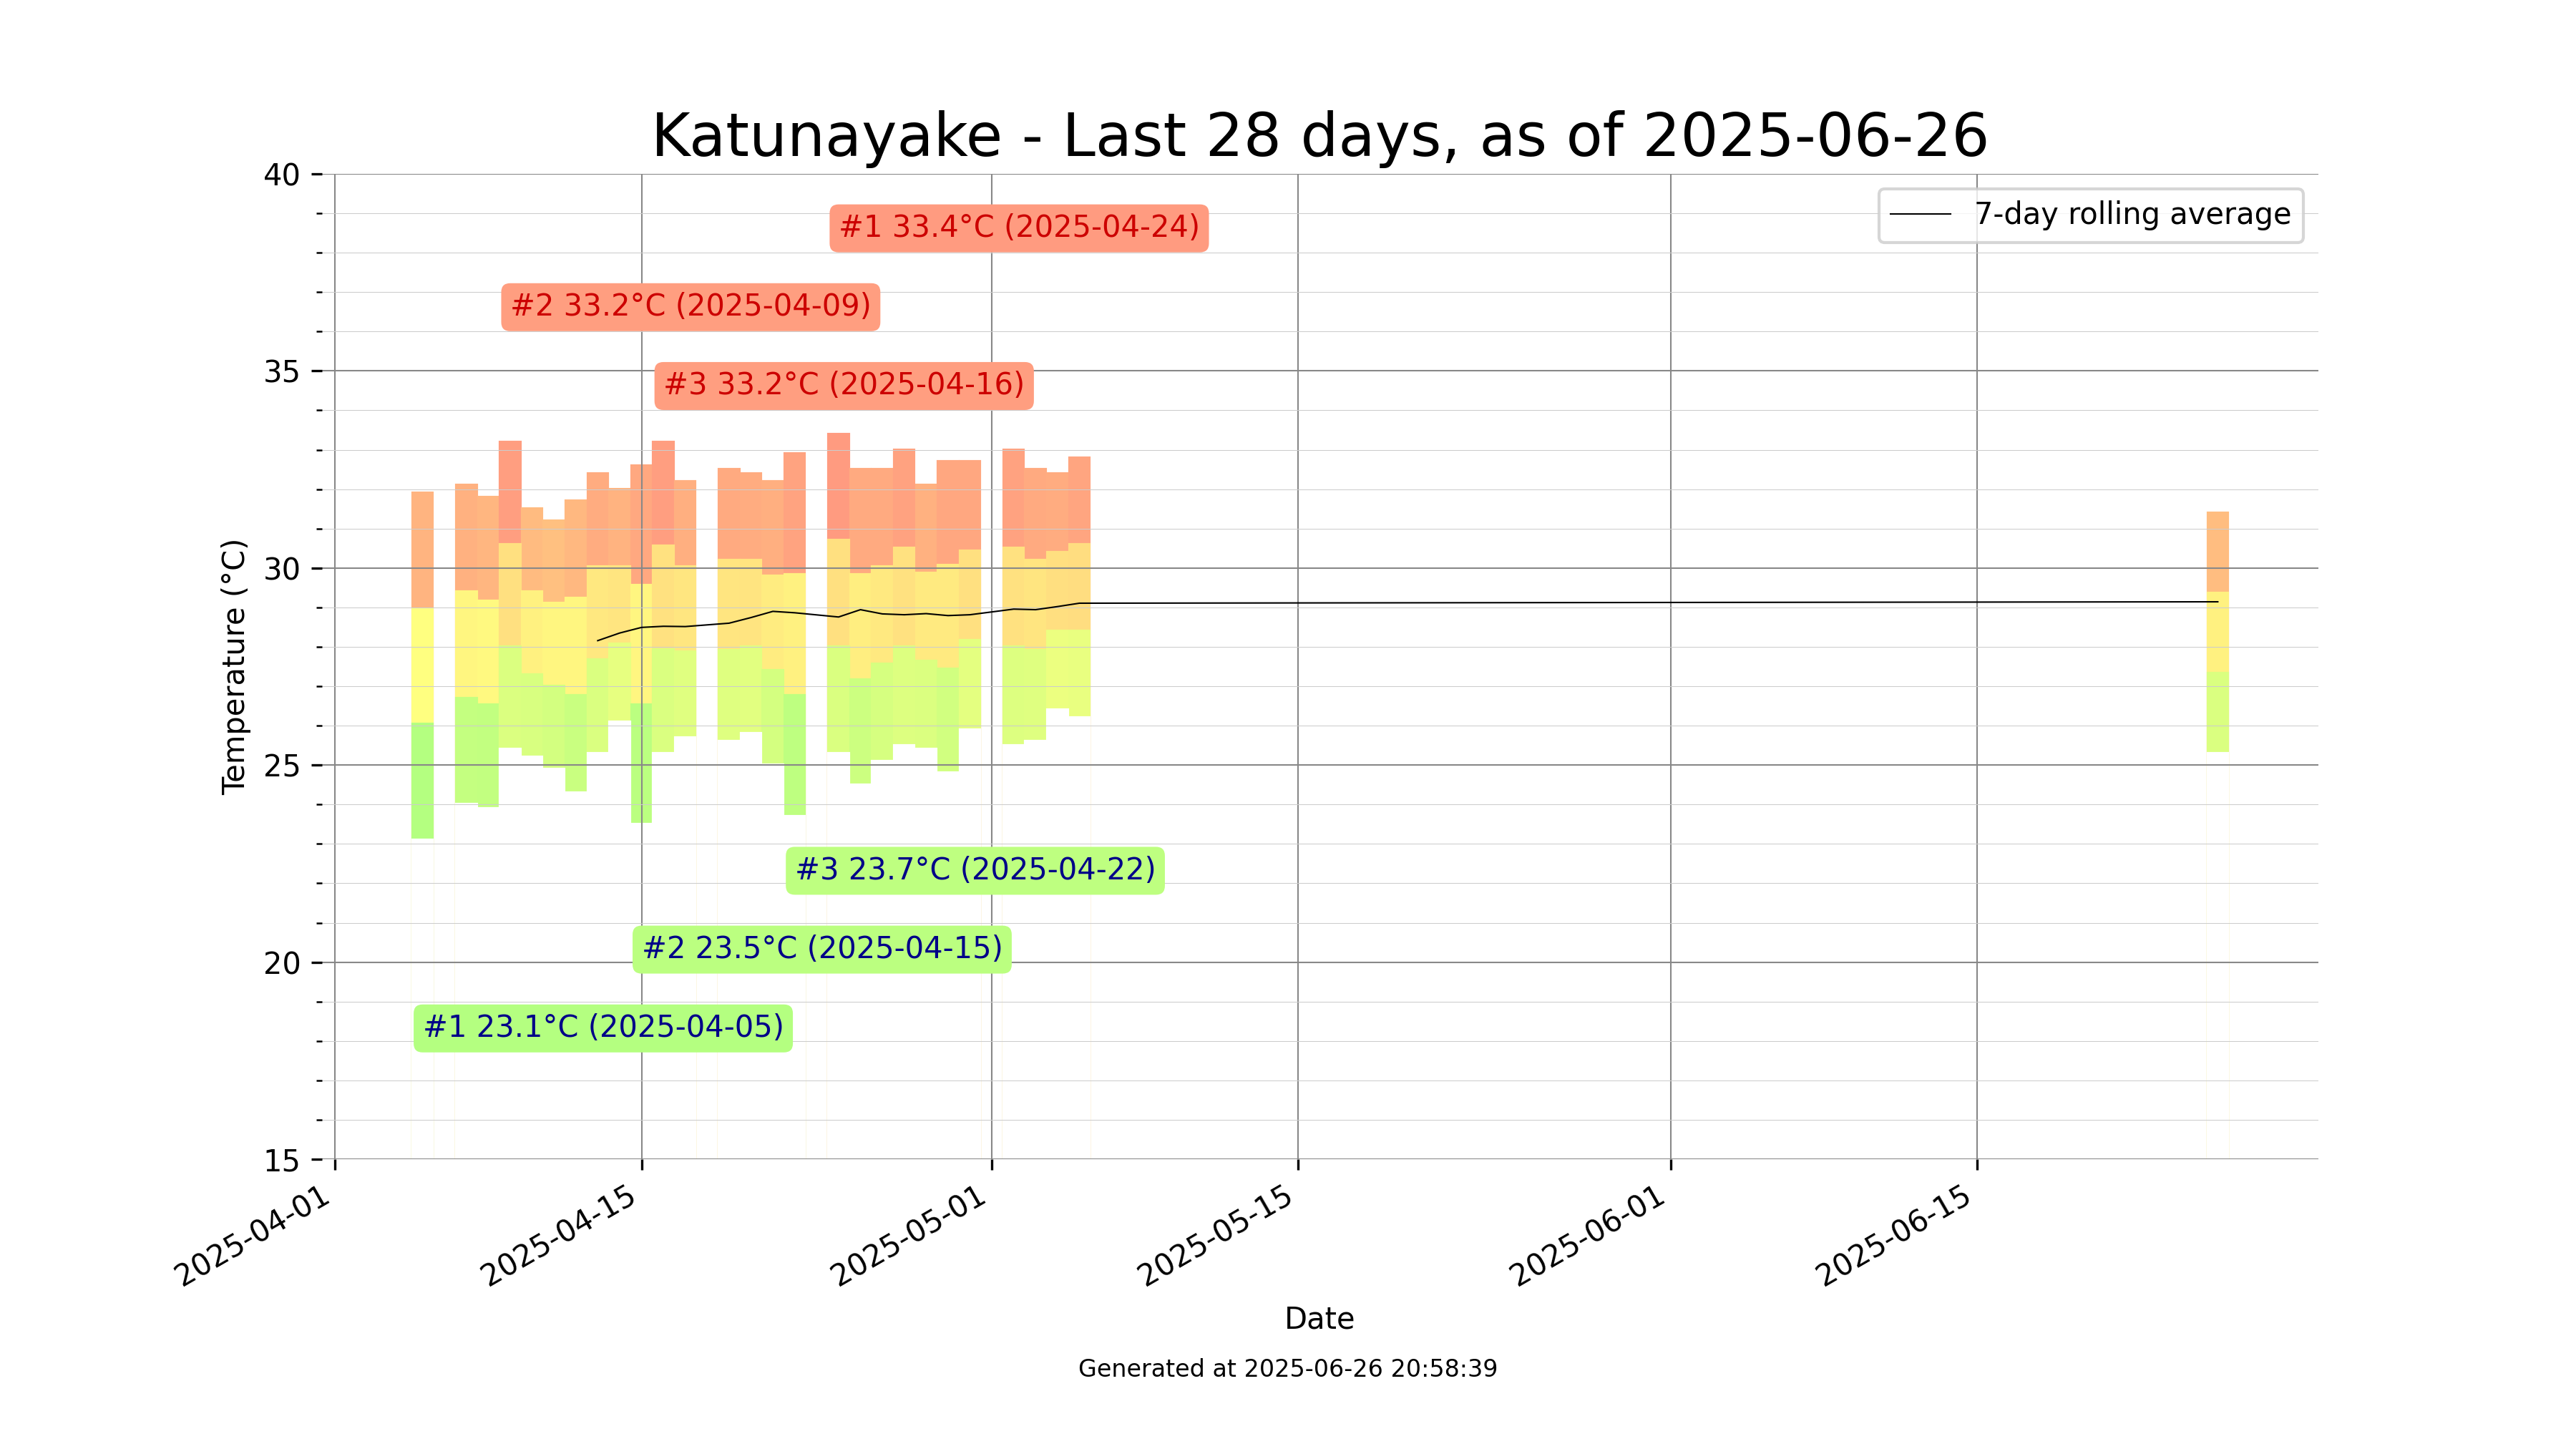 Katunayake - Last 28 days, as of 2025-06-26
40
35
30
25
20
15
Temperature (°C)
7-day rolling average
#1 33.4°C (2025-04-24)
#2 33.2°C (2025-04-09)
#3 33.2°C (2025-04-16)
#3 23.7°C (2025-04-22)
#2 23.5°C (2025-04-15)
#1 23.1°C (2025-04-05)
2025-04-01
2025-04-15
2025-05-01
2025-05-15
2025-06-01
2025-06-15
Date
Generated at 2025-06-26 20:58:39